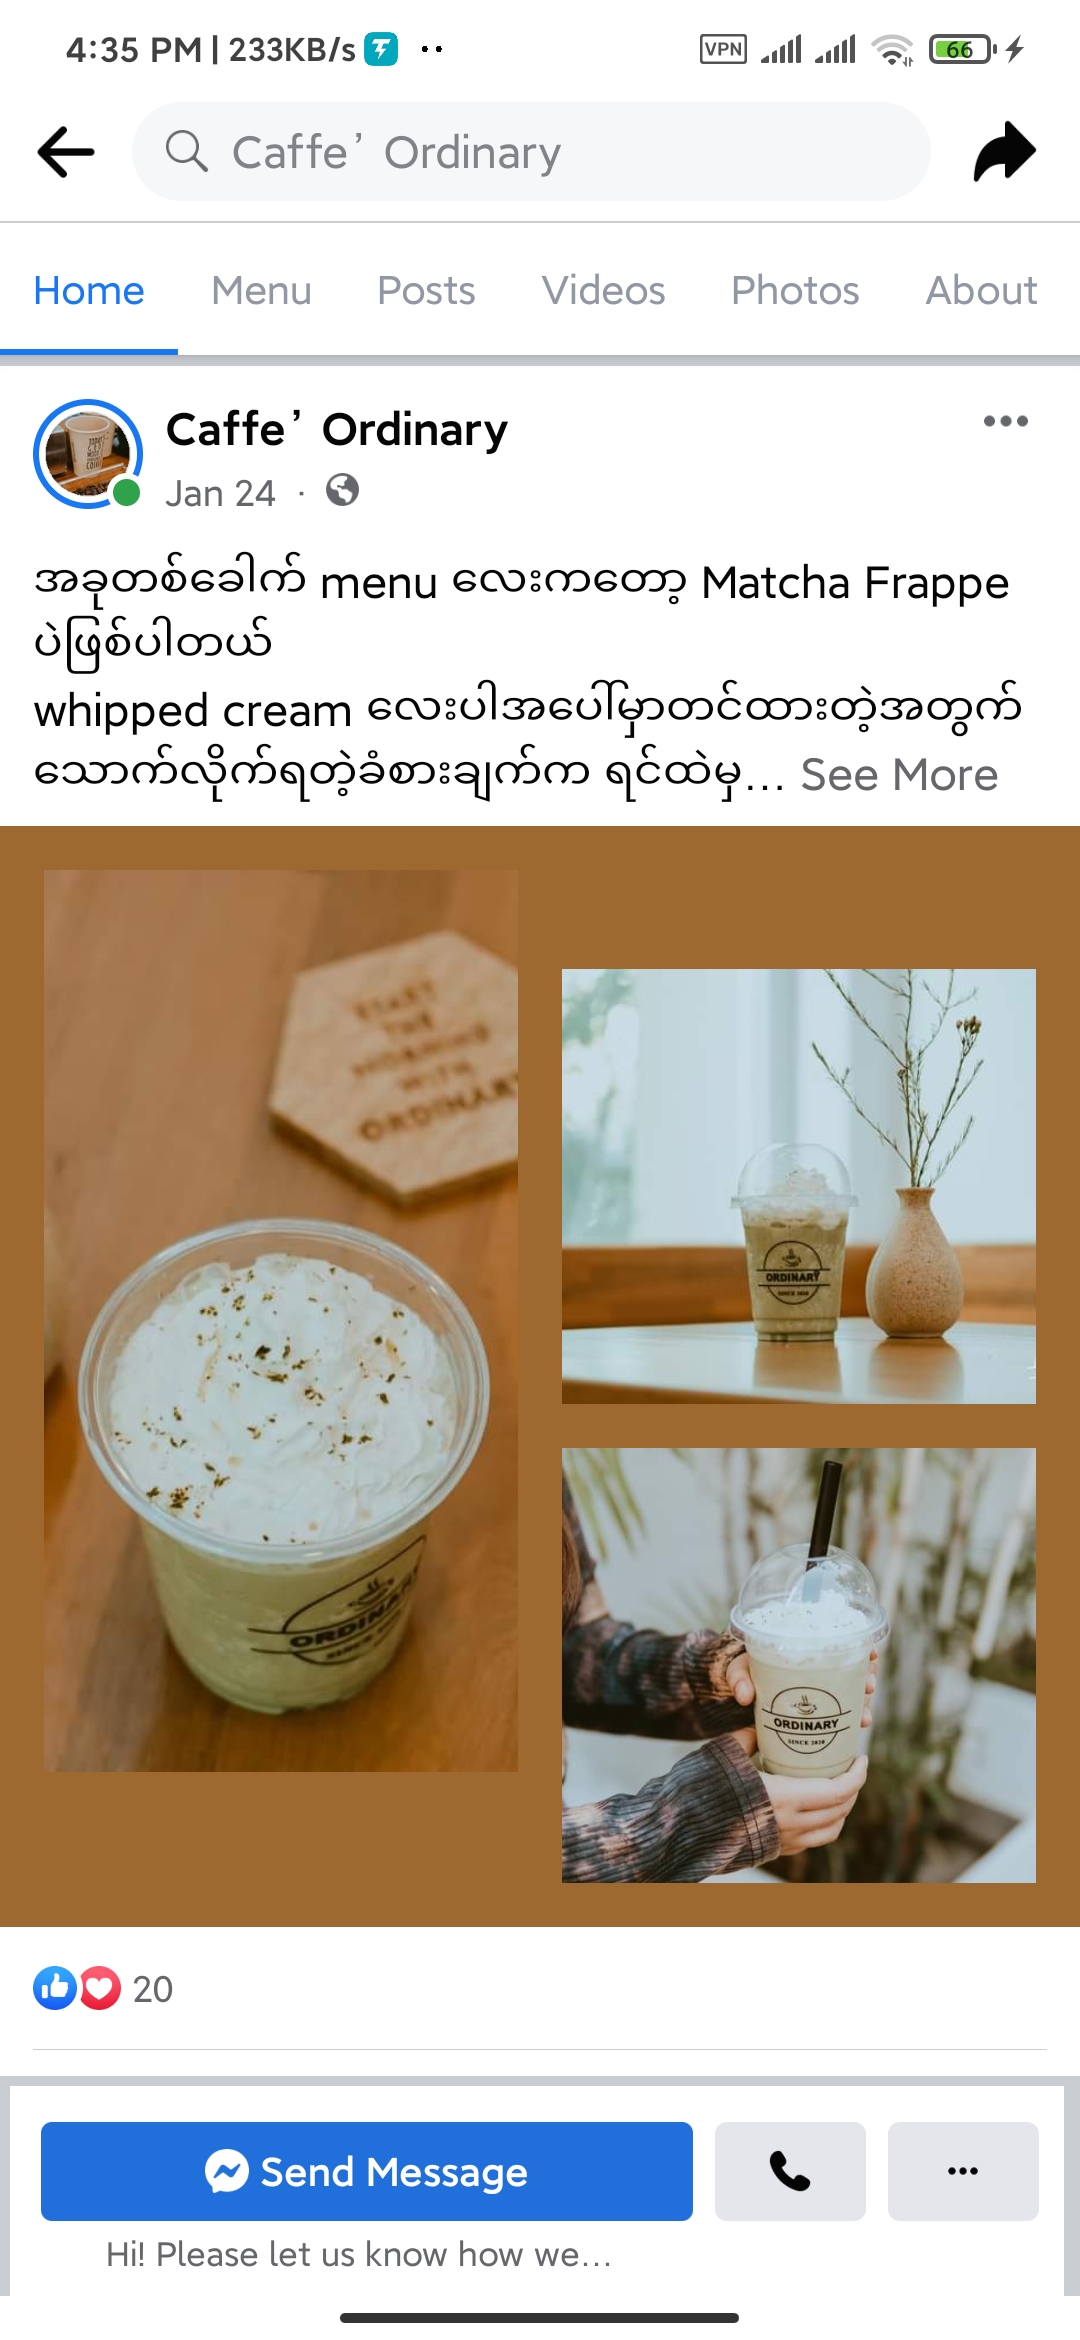 4:35 PM | 233KB/s
VPN
66
Caffe’ Ordinary
Home Menu Posts Videos Photos About
Caffe’ Ordinary
Jan 24 ·
အခုတစ်ခေါက် menu လေးကတော့ Matcha Frappe
ပဲဖြစ်ပါတယ်
whipped cream လေးပါအပေါ်မှာတင်ထားတဲ့အတွက်
သောက်လိုက်ရတဲ့ခံစားချက်က ရင်ထဲမှ... See More
START
THE
MORNING
WITH
ORDINARY
ORDINARY
SINCE
ORDINARY
SINCE 2020
ORDINARY
SINCE 2020
20
Send Message
Hi! Please let us know how we...